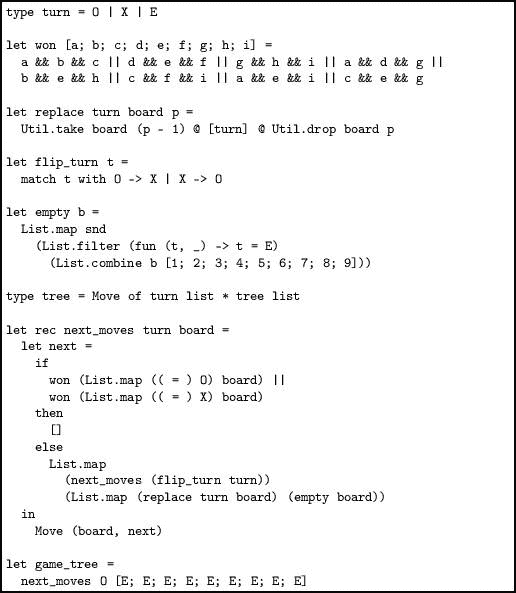 type turn = O | X | E
let won [a; b; c; d; e; f; g; h; i] =
a && b && c || d && e && f || g && h && i || a && d && g ||
b && e && h || c && f && i || a && e && i || c && e && g
let replace turn board p =
Util.take board (p - 1) @ [turn] @ Util.drop board p
let flip_turn t =
match t with O -> X | X -> O
let empty b =
List.map snd
(List.filter (fun (t, _) -> t = E)
(List.combine b [1; 2; 3; 4; 5; 6; 7; 8; 9]))
type tree = Move of turn list * tree list
let rec next_moves turn board =
let next =
if
won (List.map (( = ) O) board) ||
won (List.map (( = ) X) board)
then
[]
else
List.map
(next_moves (flip_turn turn))
(List.map (replace turn board) (empty board))
in
Move (board, next)
let game_tree =
next_moves O [E; E; E; E; E; E; E; E; E]